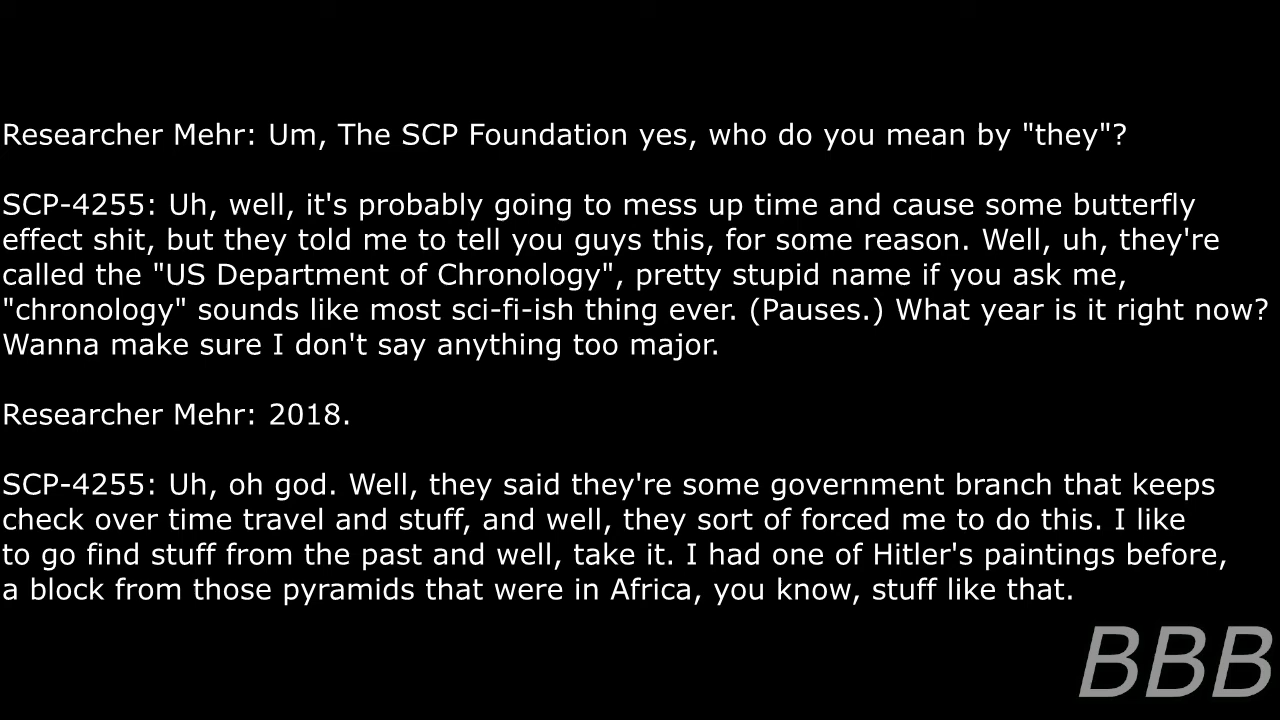 Researcher Mehr: Um, The SCP Foundation yes, who do you mean by "they"?
SCP-4255: Uh, well, it's probably going to mess up time and cause some butterfly
effect shit, but they told me to tell you guys this, for some reason. Well, uh, they're
called the "US Department of Chronology", pretty stupid name if you ask me,
"chronology" sounds like most sci-fi-ish thing ever. (Pauses.) What year is it right now?
Wanna make sure I don't say anything too major.
Researcher Mehr: 2018.
SCP-4255: Uh, oh god. Well, they said they're some government branch that keeps
check over time travel and stuff, and well, they sort of forced me to do this. I like
to go find stuff from the past and well, take it. I had one of Hitler's paintings before,
a block from those pyramids that were in Africa, you know, stuff like that.
BBB